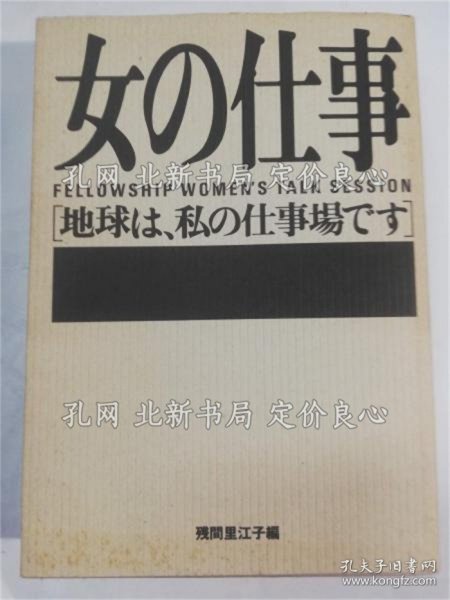 女の仕事
孔网 北新书局 定价良心
FELLOWSHIP WOMEN'S TALK SESSION
[地球は、私の仕事場です]
孔网 北新书局 定价良心
残間里江子編
孔夫子旧书网
www.kongfz.com